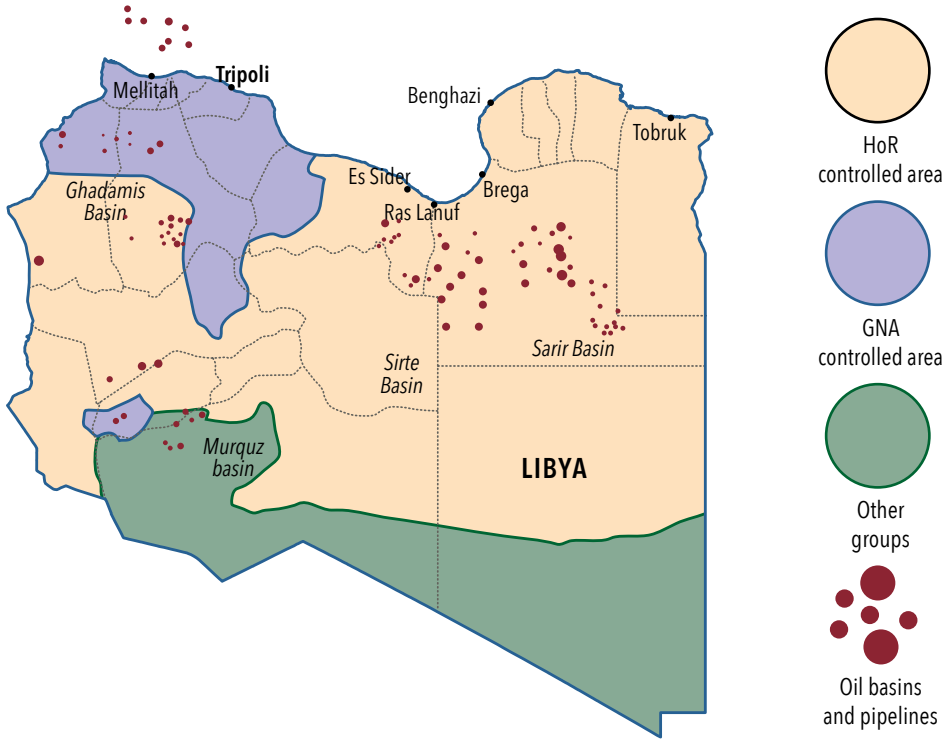 Tripoli
Mellitah
Benghazi
Tobruk
Es Sider
Brega
Ghadamis
Basin
Ras Lanuf
Sirte
Basin
Sarir Basin
Murquz
basin
LIBYA
HoR
controlled area
GNA
controlled area
Other
groups
Oil basins
and pipelines